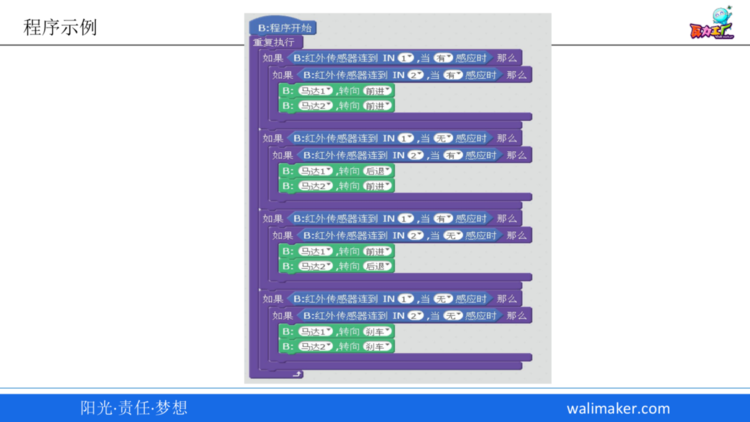 程序示例
瓦力工厂
B:程序开始
重复执行
如果 B:红外传感器连到 IN 1 ,当 有 感应时 那么
如果 B:红外传感器连到 IN 2 ,当 有 感应时 那么
B: 马达1 ,转向 前进
B: 马达2 ,转向 前进
如果 B:红外传感器连到 IN 1 ,当 无 感应时 那么
如果 B:红外传感器连到 IN 2 ,当 有 感应时 那么
B: 马达1 ,转向 后退
B: 马达2 ,转向 前进
如果 B:红外传感器连到 IN 1 ,当 有 感应时 那么
如果 B:红外传感器连到 IN 2 ,当 无 感应时 那么
B: 马达1 ,转向 前进
B: 马达2 ,转向 后退
如果 B:红外传感器连到 IN 1 ,当 无 感应时 那么
如果 B:红外传感器连到 IN 2 ,当 无 感应时 那么
B: 马达1 ,转向 刹车
B: 马达2 ,转向 刹车
阳光·责任·梦想
walimaker.com